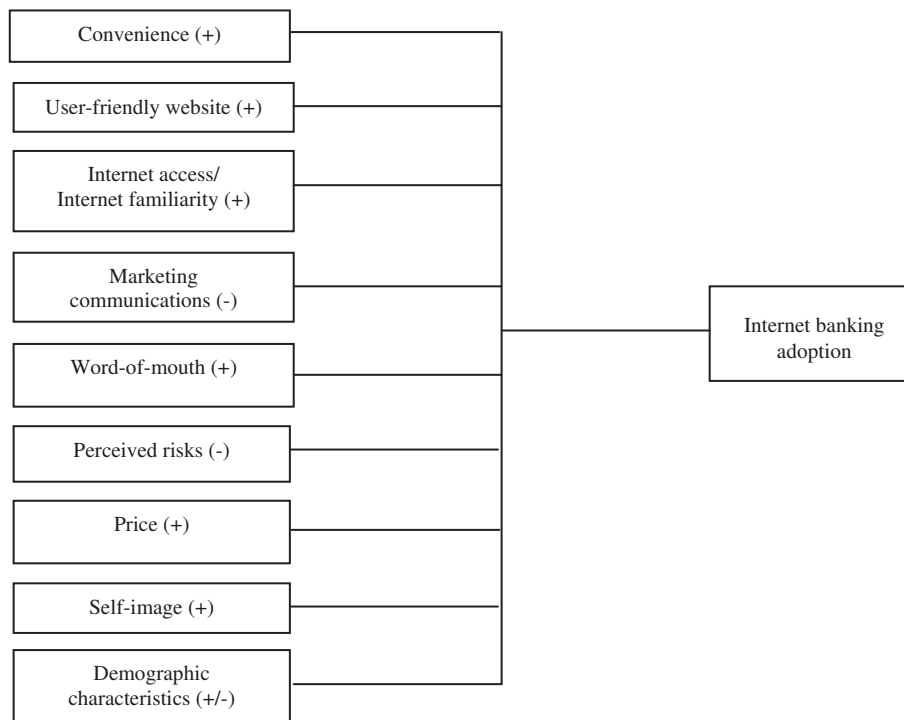 Convenience (+)
User-friendly website (+)
Internet access/
Internet familiarity (+)
Marketing
communications (-)
Word-of-mouth (+)
Perceived risks (-)
Price (+)
Self-image (+)
Demographic
characteristics (+/-)
Internet banking
adoption